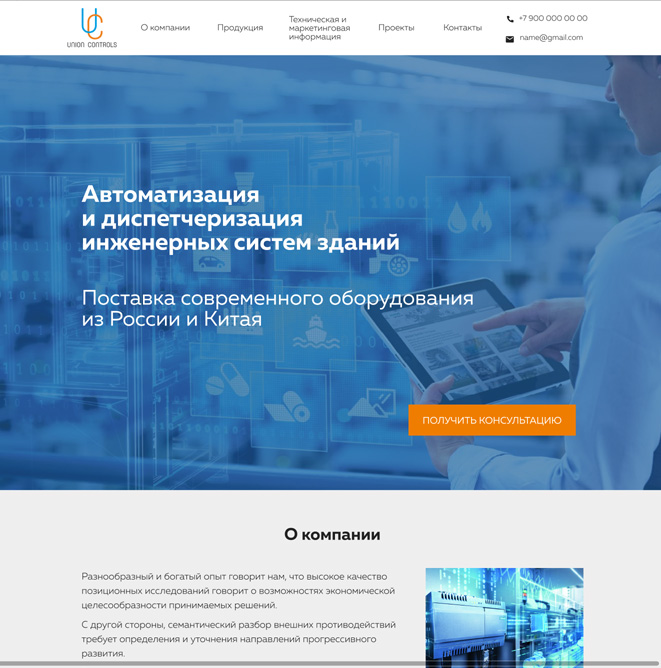 UNION CONTROLS
О компании
Продукция
Техническая и
маркетинговая
информация
Проекты
Контакты
+7 900 000 00 00
name@gmail.com
Автоматизация
и диспетчеризация
инженерных систем зданий
Поставка современного оборудования
из России и Китая
ПОЛУЧИТЬ КОНСУЛЬТАЦИЮ
О компании
Разнообразный и богатый опыт говорит нам, что высокое качество
позиционных исследований говорит о возможностях экономической
целесообразности принимаемых решений.
С другой стороны, семантический разбор внешних противодействий
требует определения и уточнения направлений прогрессивного
развития.